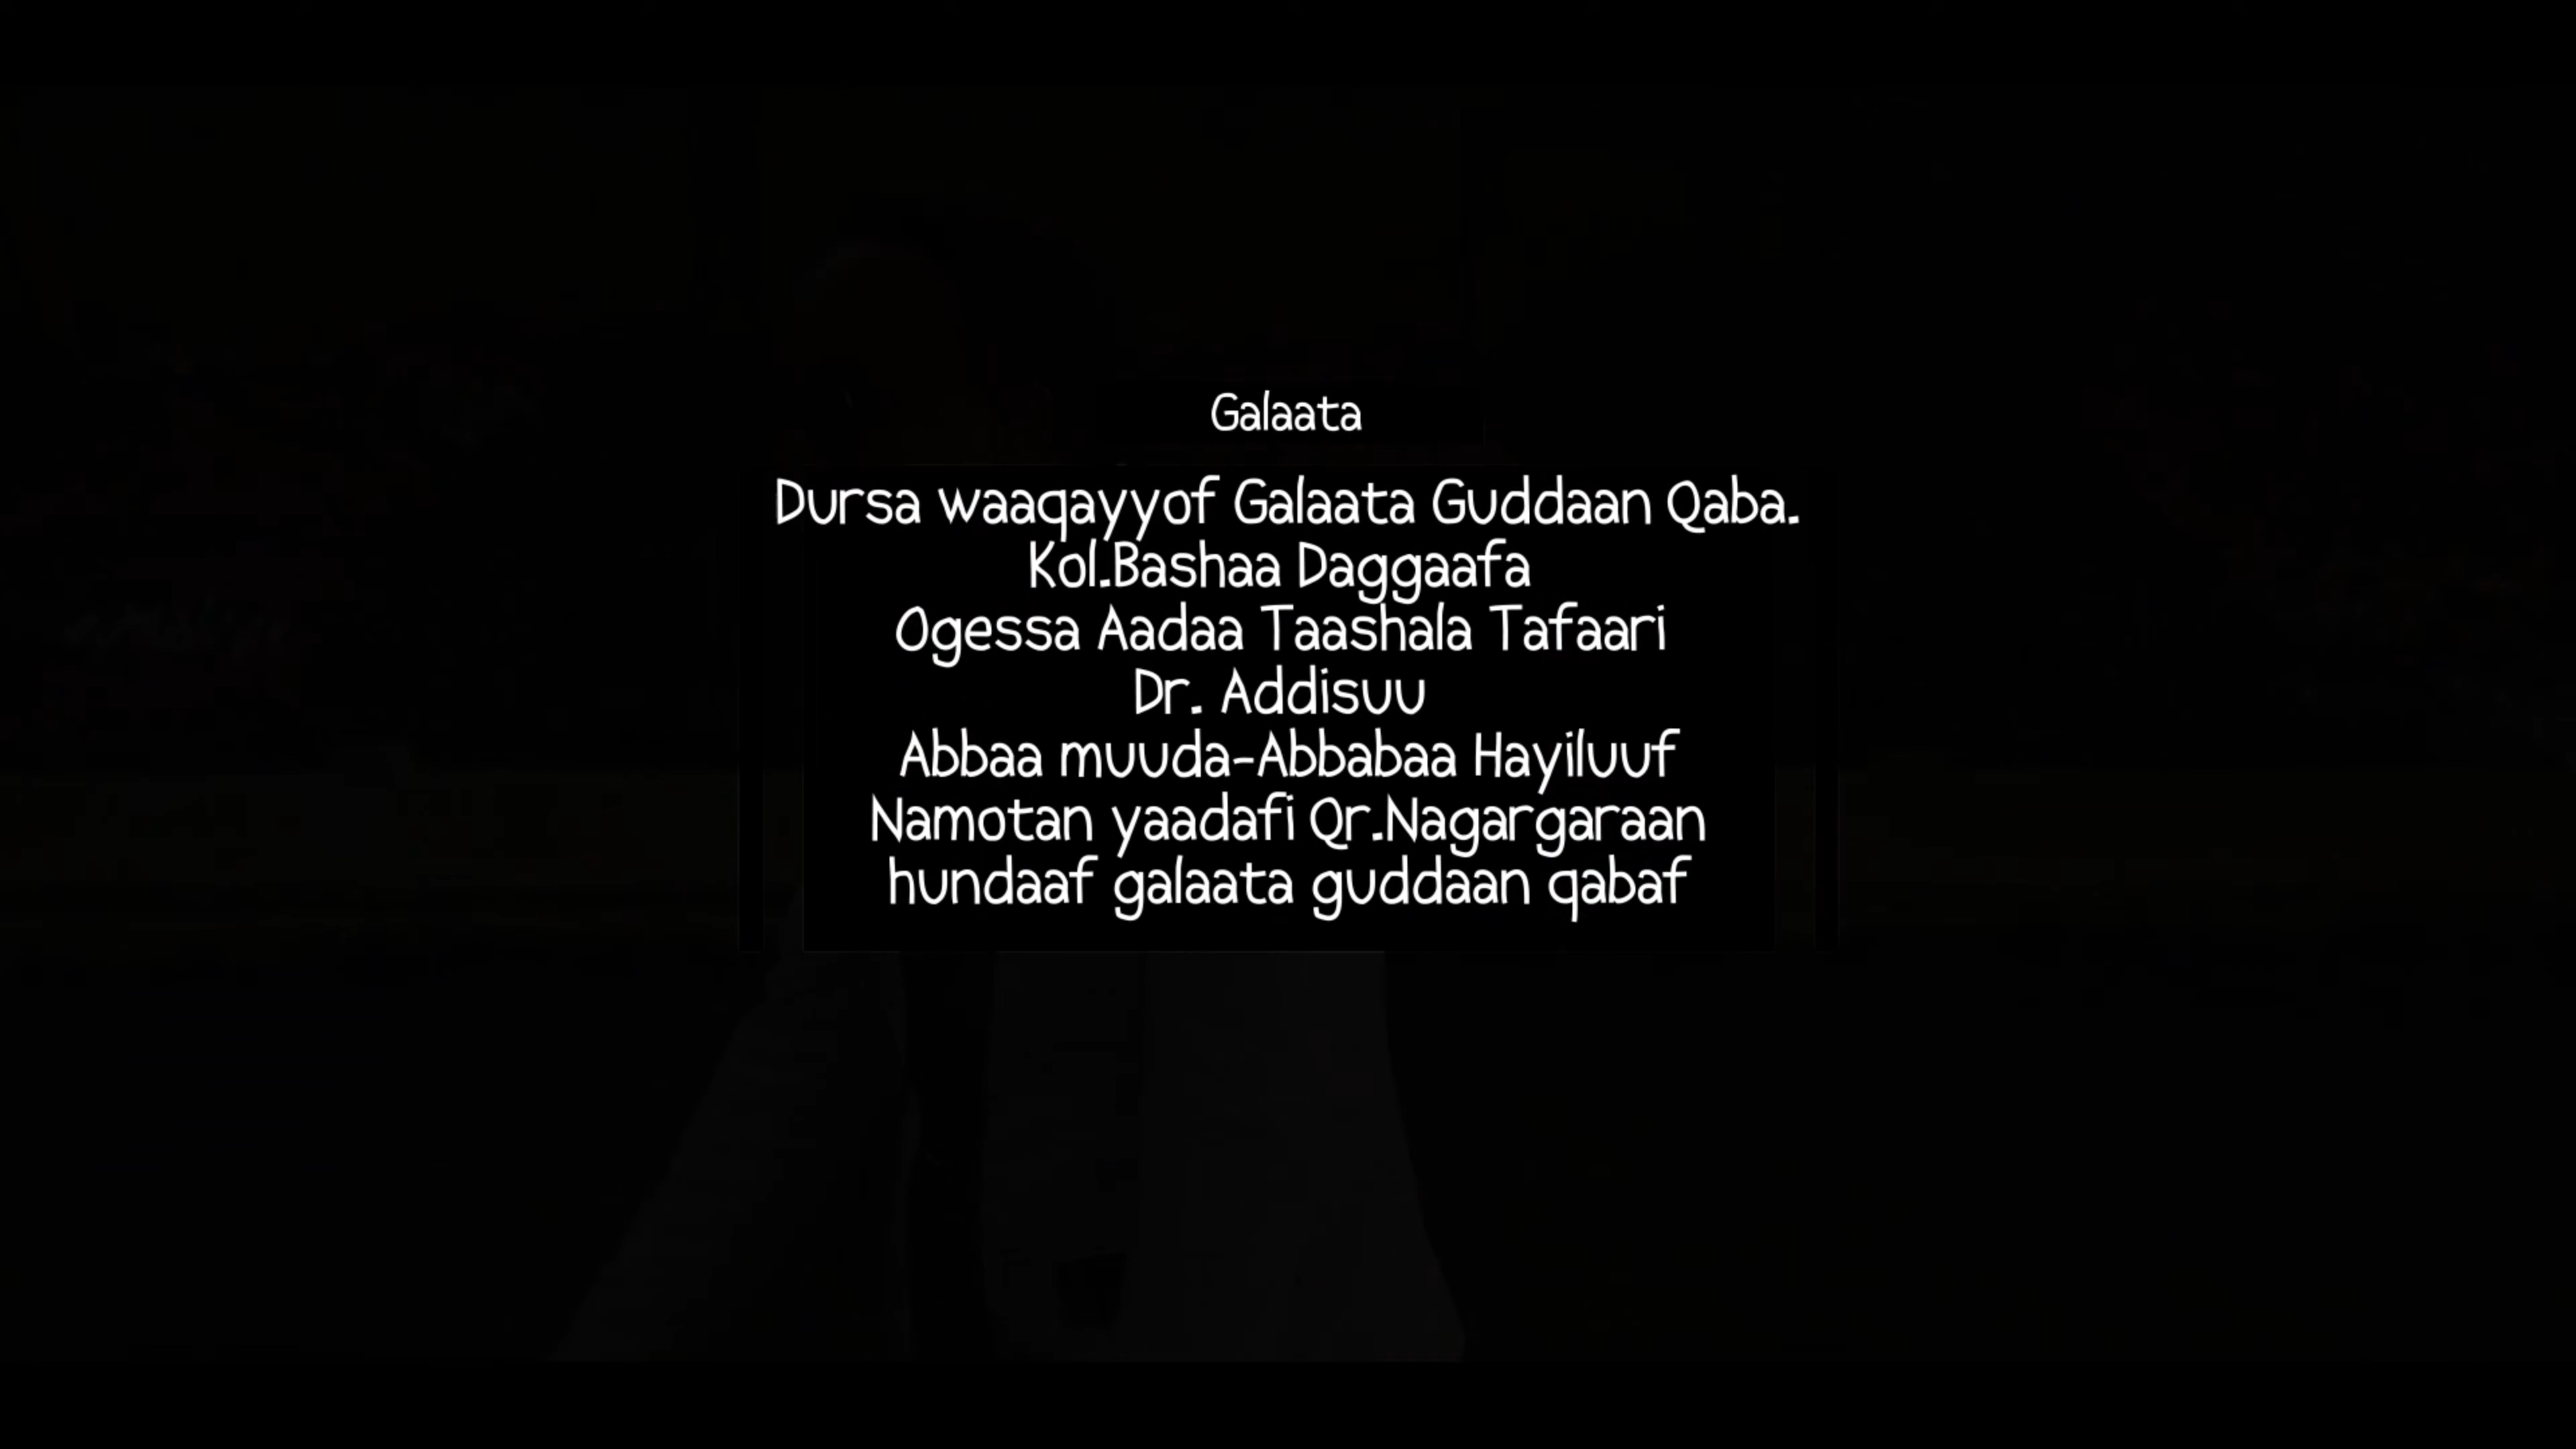 Galaata
Dursa waaqayyof Galaata Guddaan Qaba.
Kol.Bashaa Daggaafa
Ogessa Aadaa Taashala Tafaari
Dr. Addisuu
Abbaa muuda-Abbabaa Hayiluuf
Namotan yaadafi Qr.Nagargaraan
hundaaf galaata guddaan qabaf